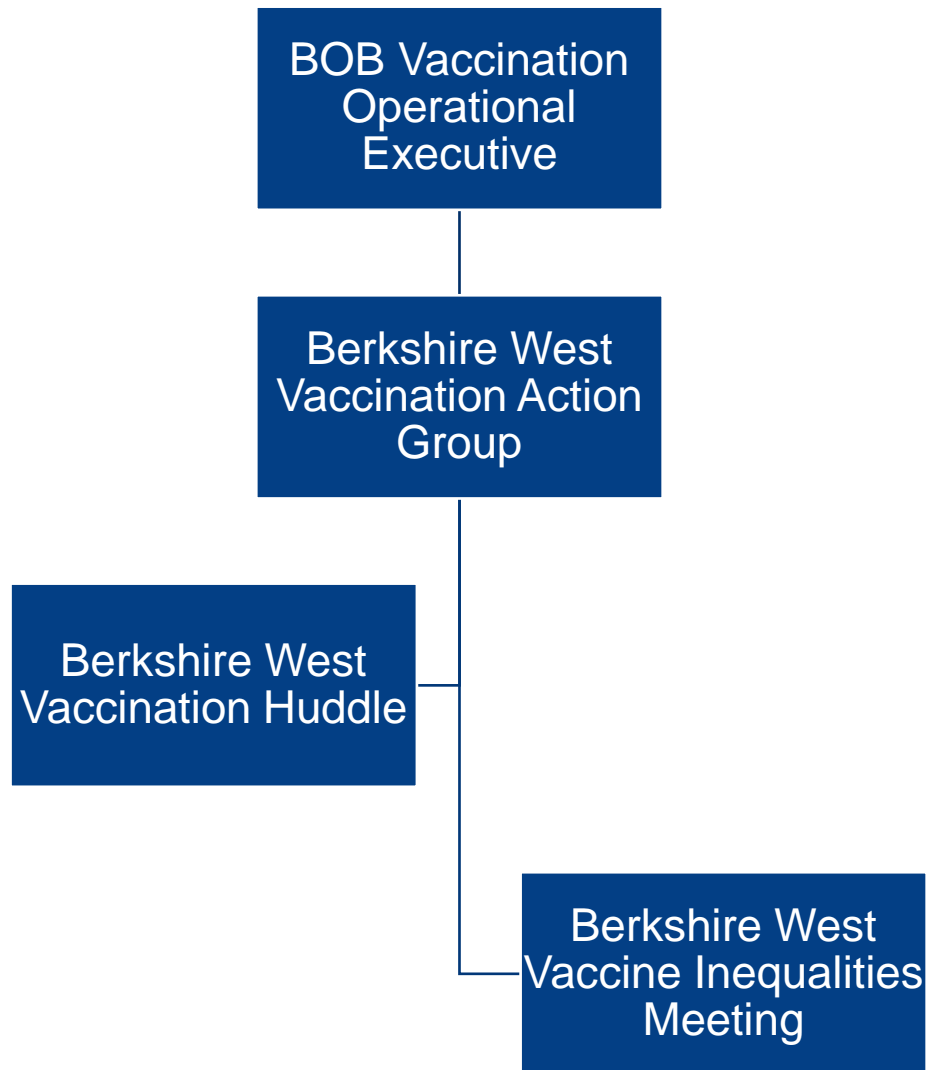 BOB Vaccination
Operational
Executive
Berkshire West
Vaccination Action
Group
Berkshire West
Vaccination Huddle
Berkshire West
Vaccine Inequalities
Meeting